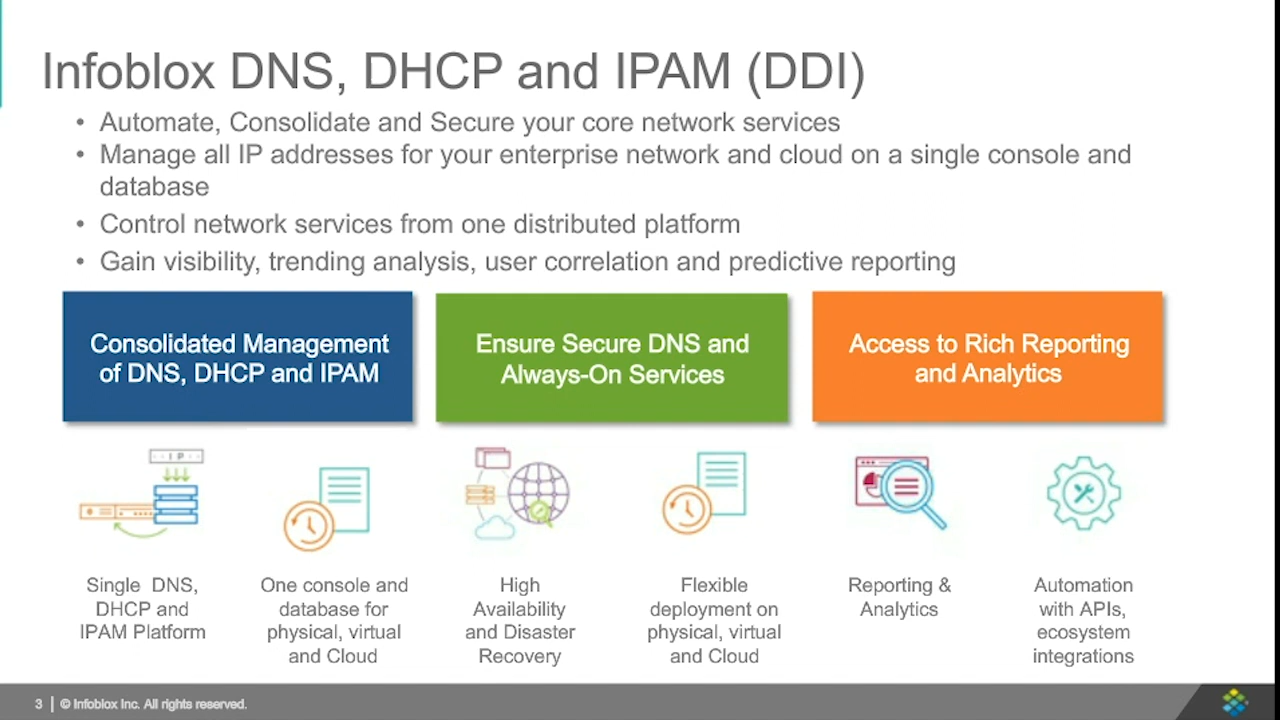 Infoblox DNS, DHCP and IPAM (DDI)
• Automate, Consolidate and Secure your core network services
• Manage all IP addresses for your enterprise network and cloud on a single console and
database
• Control network services from one distributed platform
• Gain visibility, trending analysis, user correlation and predictive reporting
Consolidated Management
of DNS, DHCP and IPAM
Ensure Secure DNS and
Always-On Services
Access to Rich Reporting
and Analytics
IP
Single DNS,
DHCP and
IPAM Platform
One console and
database for
physical, virtual
and Cloud
High
Availability
and Disaster
Recovery
Flexible
deployment on
physical, virtual
and Cloud
Reporting &
Analytics
Automation
with APIs,
ecosystem
integrations
3 | © Infoblox Inc. All rights reserved.